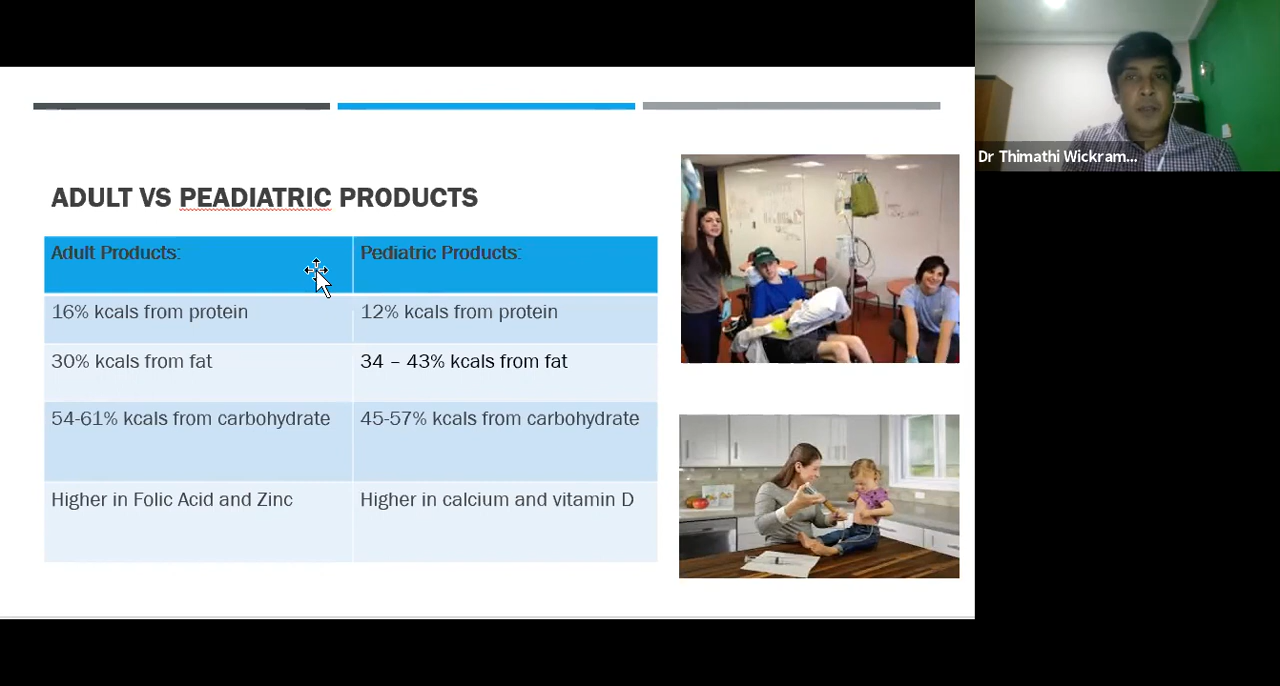 ADULT VS PEADIATRIC PRODUCTS
Adult Products:
Pediatric Products:
16% kcals from protein
12% kcals from protein
30% kcals from fat
34 – 43% kcals from fat
54-61% kcals from carbohydrate
45-57% kcals from carbohydrate
Higher in Folic Acid and Zinc
Higher in calcium and vitamin D
Dr Thimathi Wickram...